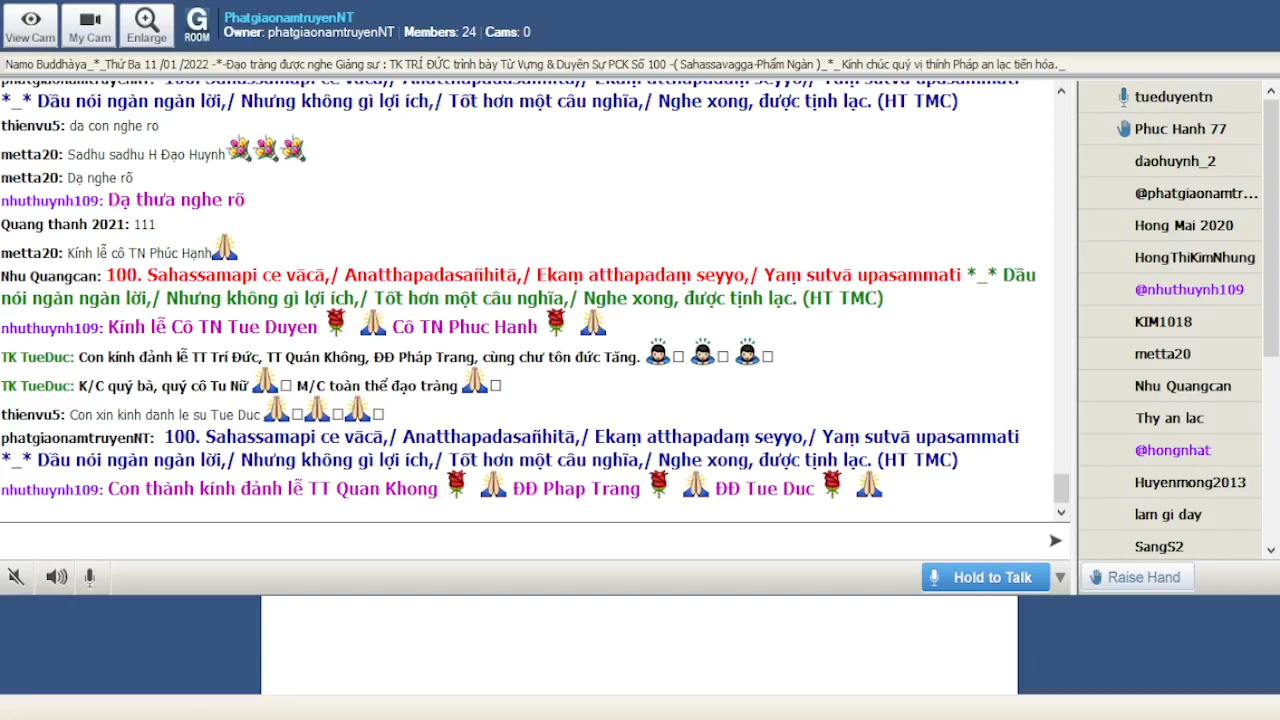 View Cam
My Cam
Enlarge
G
ROOM
PhatgiaonamtruyenNT
Owner: phatgiaonamtruyenNT | Members: 24 | Cams: 0
Namo Buddhàya_*_Thứ Ba 11 /01 /2022 -*-Đạo tràng được nghe Giảng sư : TK TRÍ ĐỨC trình bày Từ Vựng & Duyên Sự PCK Số 100 -( Sahassavagga-Phẩm Ngàn )_*_ Kính chúc quý vị thính Pháp an lạc tiến hóa._
phatgiaonamtruyenNT: 100. Sahassamapi ce vācā,/ Anatthapadasañhitā,/ Ekaṃ atthapadaṃ seyyo,/ Yaṃ sutvā upasammati
*_* Dầu nói ngàn ngàn lời,/ Nhưng không gì lợi ích,/ Tốt hơn một câu nghĩa,/ Nghe xong, được tịnh lạc. (HT TMC)
thienvu5: da con nghe ro
metta20: Sadhu sadhu H Đạo Huynh
metta20: Dạ nghe rõ
nhuthuynh109: Dạ thưa nghe rõ
Quang thanh 2021: 111
metta20: Kính lễ cô TN Phúc Hạnh
Nhu Quangcan: 100. Sahassamapi ce vācā,/ Anatthapadasañhitā,/ Ekaṃ atthapadaṃ seyyo,/ Yaṃ sutvā upasammati *_* Dầu
nói ngàn ngàn lời,/ Nhưng không gì lợi ích,/ Tốt hơn một câu nghĩa,/ Nghe xong, được tịnh lạc. (HT TMC)
nhuthuynh109: Kính lễ Cô TN Tue Duyen Cô TN Phuc Hanh
TK TueDuc: Con kính đảnh lễ TT Trí Đức, TT Quán Không, ĐĐ Pháp Trang, cùng chư tôn đức Tăng.
TK TueDuc: K/C quý bà, quý cô Tu Nữ M/C toàn thể đạo tràng
thienvu5: Con xin kinh danh le su Tue Duc
phatgiaonamtruyenNT: 100. Sahassamapi ce vācā,/ Anatthapadasañhitā,/ Ekaṃ atthapadaṃ seyyo,/ Yaṃ sutvā upasammati
*_* Dầu nói ngàn ngàn lời,/ Nhưng không gì lợi ích,/ Tốt hơn một câu nghĩa,/ Nghe xong, được tịnh lạc. (HT TMC)
nhuthuynh109: Con thành kính đảnh lễ TT Quan Khong ĐĐ Phap Trang ĐĐ Tue Duc
Hold to Talk
tueduyentn
Phuc Hanh 77
daohuynh_2
@phatgiaonamtr...
Hong Mai 2020
HongThiKimNhung
@nhuthuynh109
KIM1018
metta20
Nhu Quangcan
Thy an lac
@hongnhat
Huyenmong2013
lam gi day
SangS2
Raise Hand